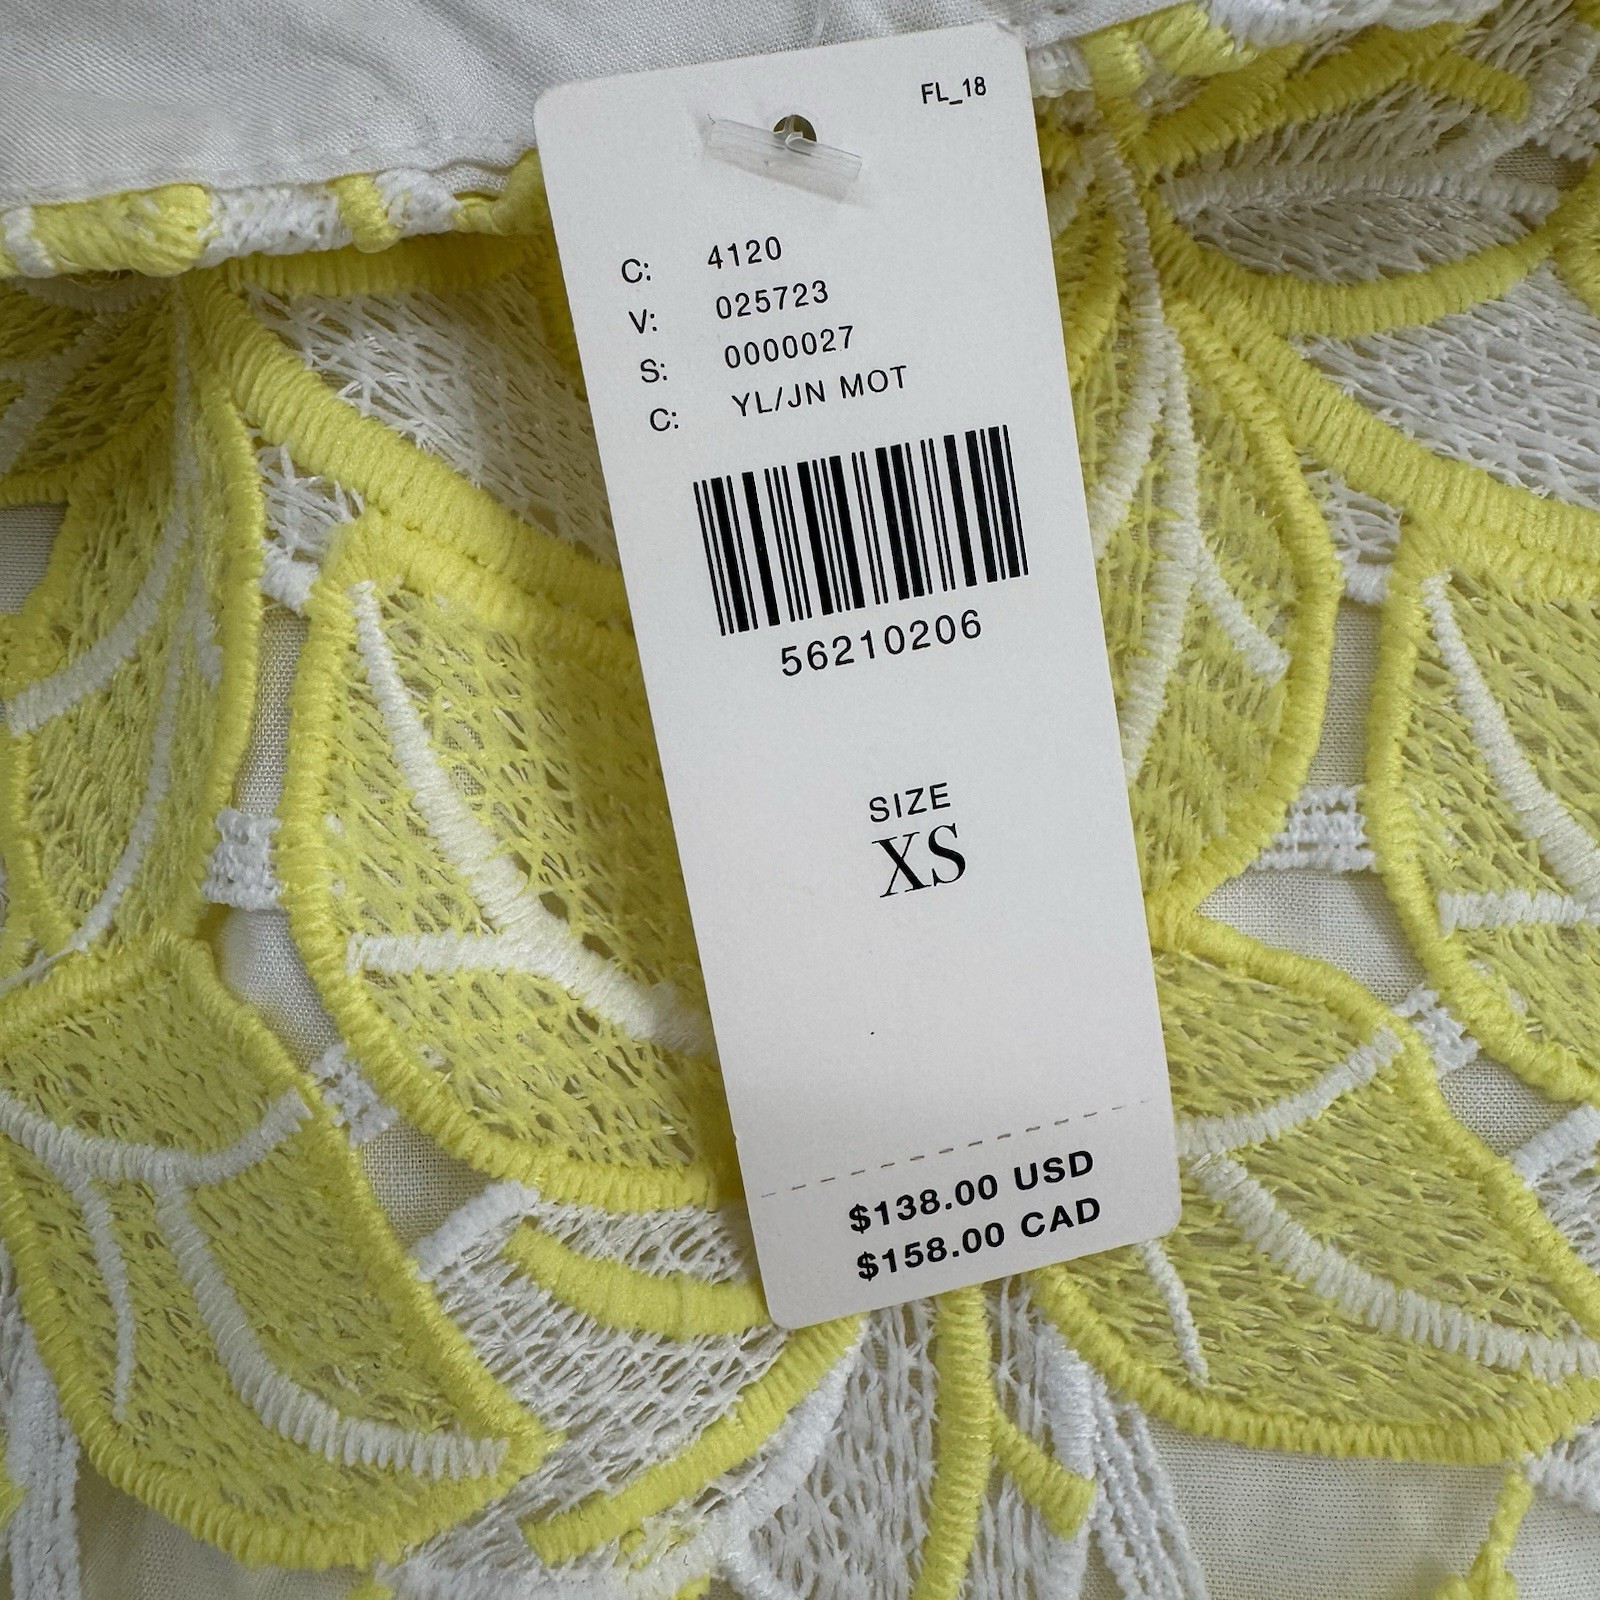 FL_18
C: 4120
V: 025723
S: 0000027
C: YL/JN MOT
56210206
SIZE
XS
$138.00 USD
$158.00 CAD